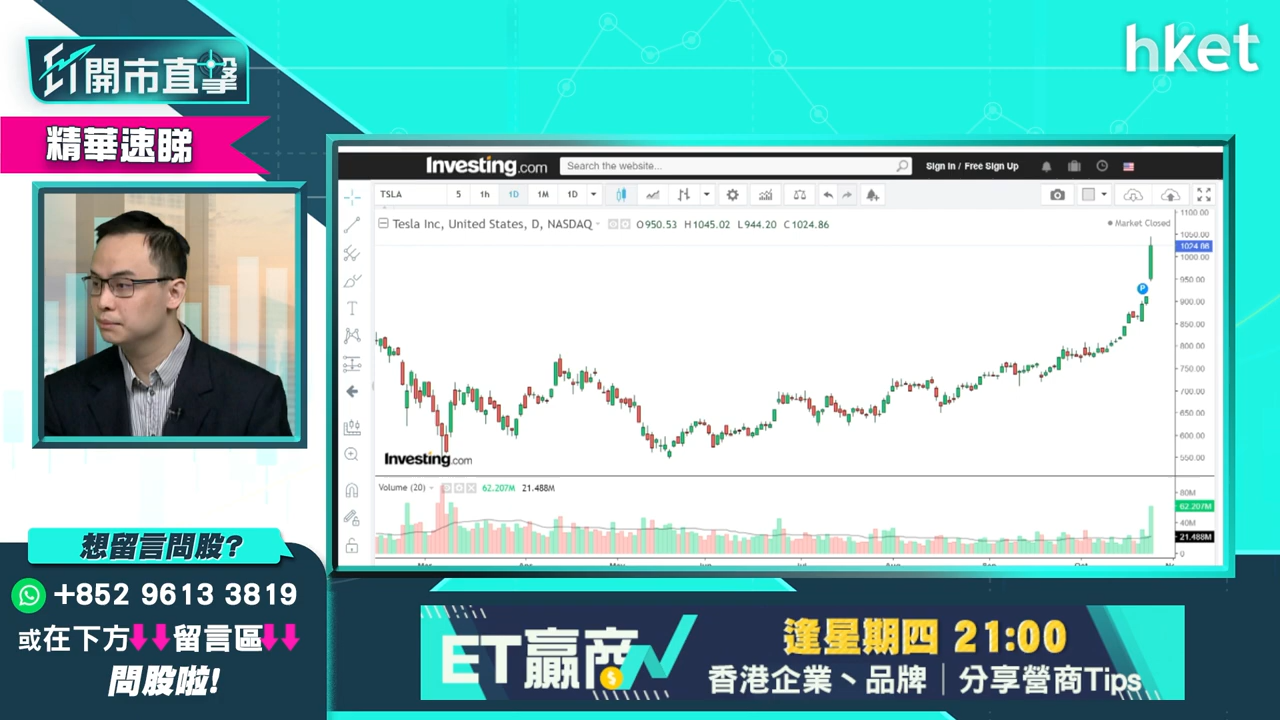 ET開市直擊
hket
精華速睇
Investing.com
Search the website...
Sign In / Free Sign Up
TSLA
5
1h
1D
1M
1D
Tesla Inc, United States, D, NASDAQ
O950.53 H1045.02 L944.20 C1024.86
Market Closed
1100.00
1050.00
1024.86
1000.00
950.00
900.00
850.00
800.00
750.00
700.00
650.00
600.00
550.00
P
T
Investing.com
Volume (20)
62.207M 21.488M
80M
62.207M
40M
21.488M
0
想留言問股?
+852 9613 3819
或在下方留言區
問股啦!
ET贏商
$
逢星期四 21:00
香港企業、品牌｜分享營商Tips